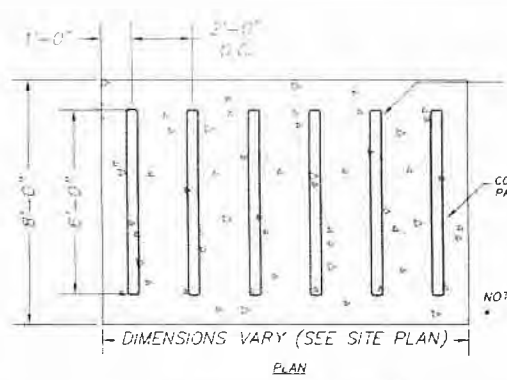 1'-0"
2'-0"
O.C.
8'-0"
6'-0"
DIMENSIONS VARY (SEE SITE PLAN)
PLAN